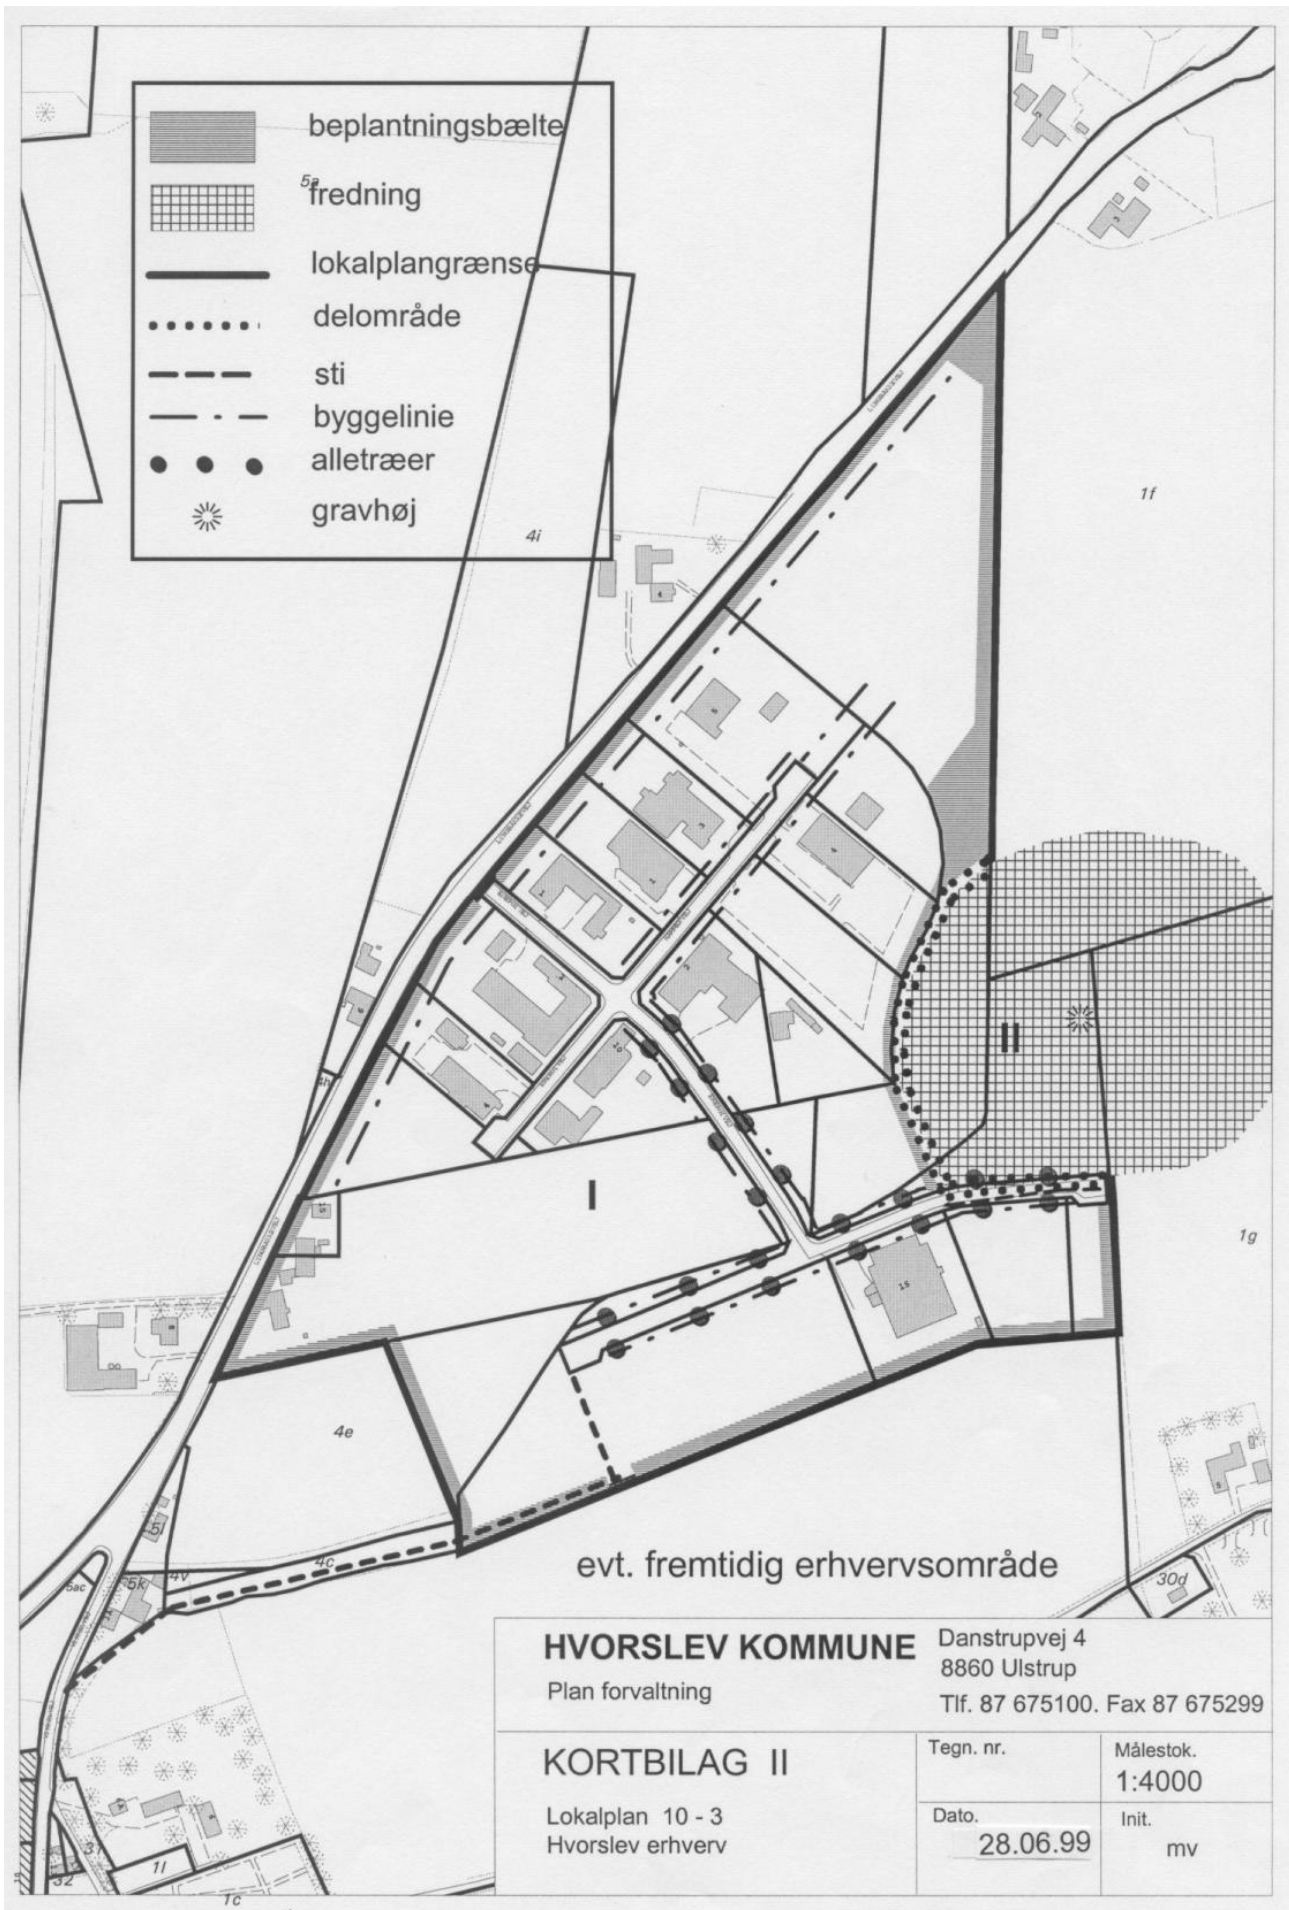 beplantningsbælte
5a
fredning
lokalplangrænse
delområde
sti
byggelinie
alletræer
gravhøj
4i
1f
II
I
1g
4e
5l
4c
4v
5k
5ac
30d
evt. fremtidig erhvervsområde
HVORSLEV KOMMUNE
Plan forvaltning
Danstrupvej 4
8860 Ulstrup
Tlf. 87 675100. Fax 87 675299
KORTBILAG II
Lokalplan 10 - 3
Hvorslev erhverv
Tegn. nr.
Målestok.
1:4000
Dato.
28.06.99
Init.
mv
31
32
1l
1c